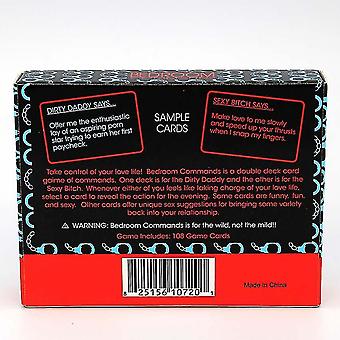 BEDROOM
DIRTY DADDY SAYS...
Offer me the enthusiastic
lay of an aspiring porn
star trying to earn her first
paycheck.
SAMPLE
CARDS
SEXY BITCH SAYS...
Make love to me slowly
and speed up your thrusts
when I snap my fingers.
Take control of your love life! Bedroom Commands is a double deck card
game of commands. One deck is for the Dirty Daddy and the other is for the
Sexy Bitch. Whenever either of you feels like taking charge of your love life,
select a card to reveal the action for the evening. Some cards are funny, fun,
and sexy. Other cards offer unique sex suggestions for bringing some variety
back into your relationship.
⚠ WARNING: Bedroom Commands is for the wild, not the mild!!
Game Includes: 108 Game Cards
8 25156 10720 1
Made in China